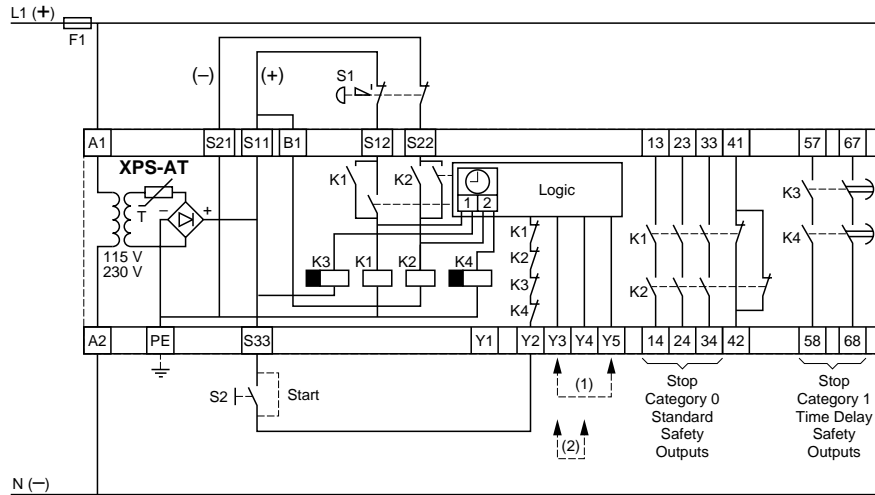 L1 (+)
F1
(–)
(+)
S1
A1
S21
S11
B1
S12
S22
13
23
33
41
57
67
XPS-AT
K1
K2
Logic
K3
1
2
T
–
+
K1
K4
115 V
230 V
K3
K1
K2
K4
K1
K2
K3
K4
K1
K2
A2
PE
S33
Y1
Y2
Y3
Y4
Y5
14
24
34
42
58
68
S2
Start
(1)
(2)
Stop
Category 0
Standard
Safety
Outputs
Stop
Category 1
Time Delay
Safety
Outputs
N (–)